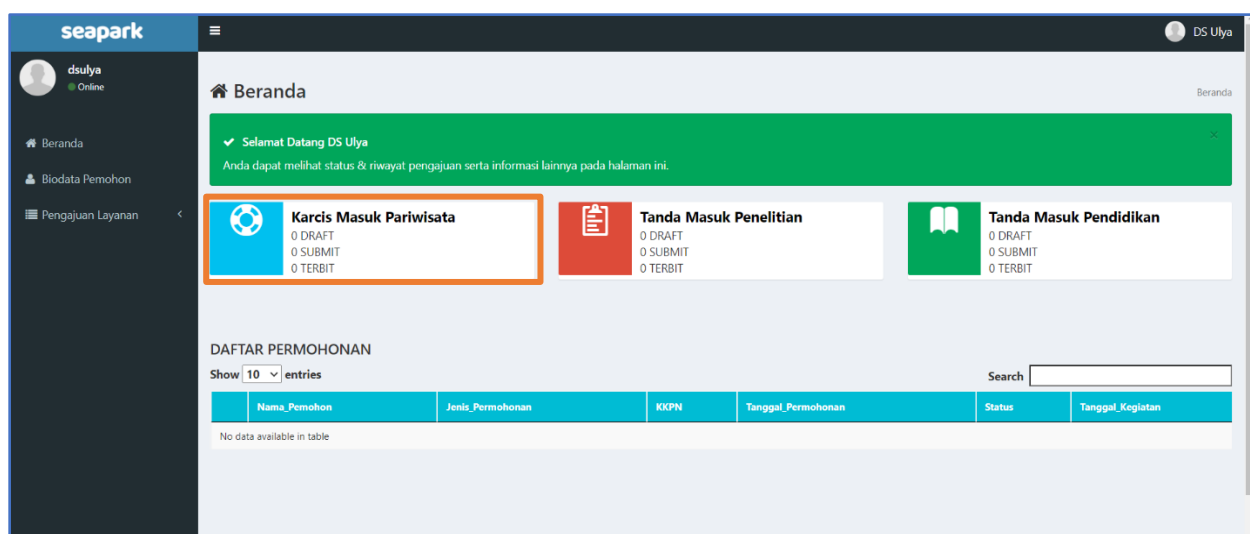 seapark
DS Ulya
dsulya
Online
Beranda
Biodata Pemohon
Pengajuan Layanan
Beranda
Beranda
Selamat Datang DS Ulya
Anda dapat melihat status & riwayat pengajuan serta informasi lainnya pada halaman ini.
Karcis Masuk Pariwisata
0 DRAFT
0 SUBMIT
0 TERBIT
Tanda Masuk Penelitian
0 DRAFT
0 SUBMIT
0 TERBIT
Tanda Masuk Pendidikan
0 DRAFT
0 SUBMIT
0 TERBIT
DAFTAR PERMOHONAN
Show 10 entries
Search
Nama_Pemohon Jenis_Permohonan KKPN Tanggal_Permohonan Status Tanggal_Kegiatan
No data available in table